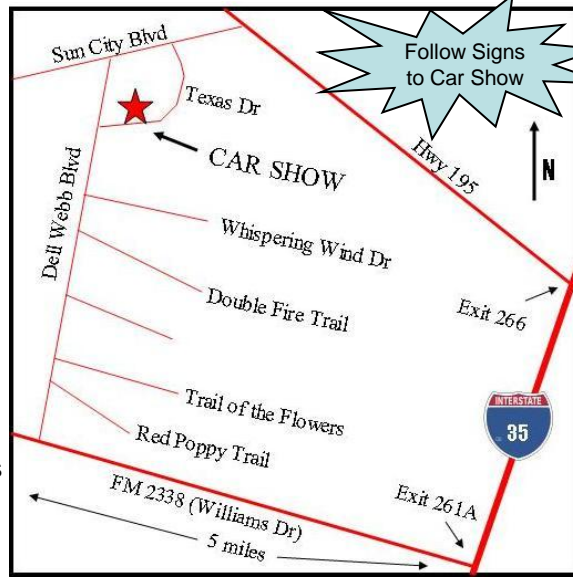 Follow Signs
to Car Show
Sun City Blvd
Texas Dr
CAR SHOW
Hwy 195
N
Dell Webb Blvd
Whispering Wind Dr
Double Fire Trail
Exit 266
Trail of the Flowers
Red Poppy Trail
INTERSTATE
35
FM 2338 (Williams Dr)
5 miles
Exit 261A